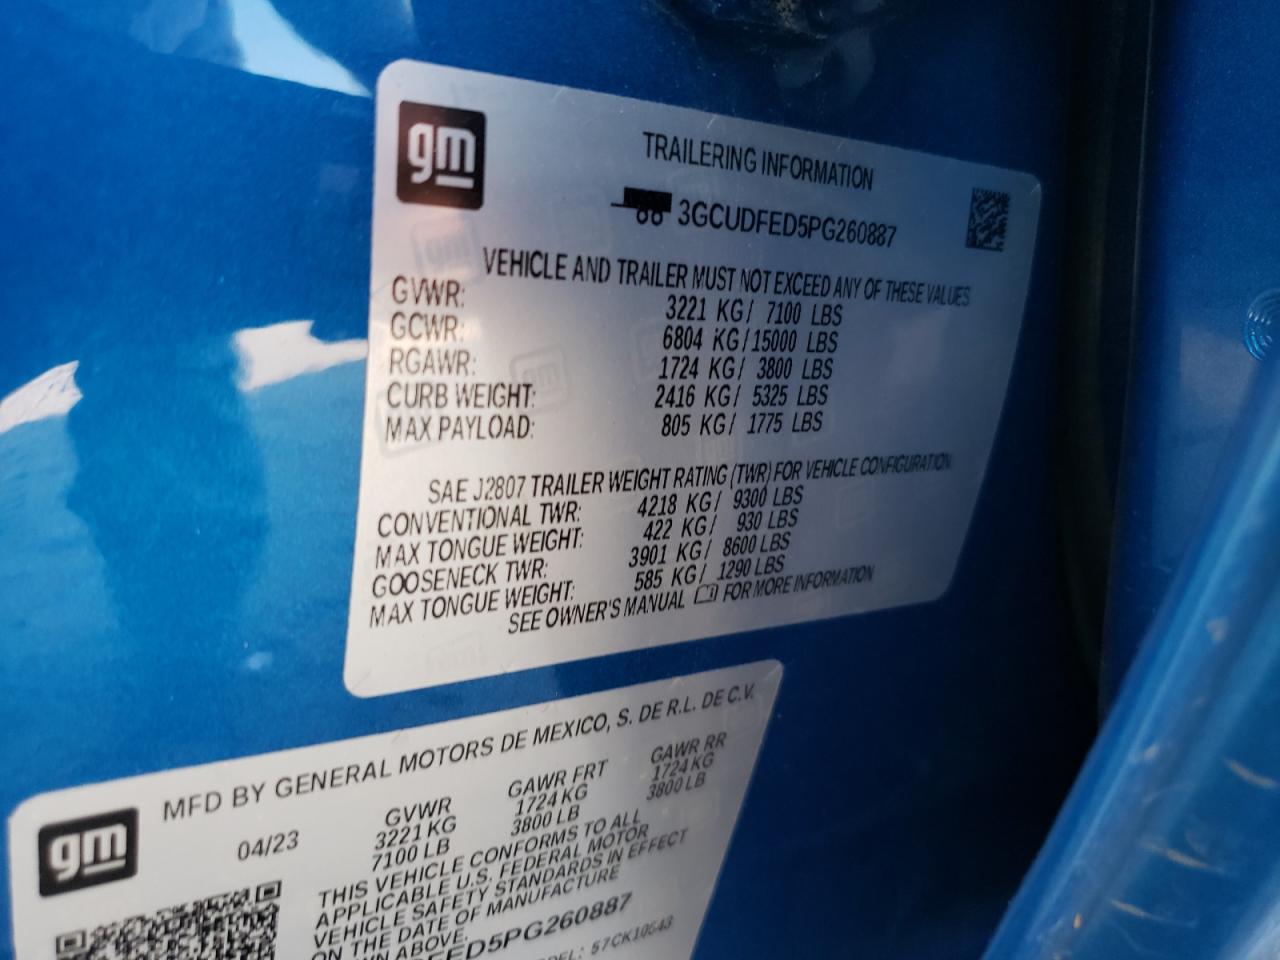 gm
TRAILERING INFORMATION
3GCUDFED5PG260887
VEHICLE AND TRAILER MUST NOT EXCEED ANY OF THESE VALUES
GVWR: 3221 KG/ 7100 LBS
GCWR: 6804 KG/15000 LBS
RGAWR: 1724 KG/ 3800 LBS
CURB WEIGHT: 2416 KG/ 5325 LBS
MAX PAYLOAD: 805 KG/ 1775 LBS
SAE J2807 TRAILER WEIGHT RATING (TWR) FOR VEHICLE CONFIGURATION
CONVENTIONAL TWR: 4218 KG/ 9300 LBS
MAX TONGUE WEIGHT: 422 KG/ 930 LBS
GOOSENECK TWR: 3901 KG/ 8600 LBS
MAX TONGUE WEIGHT: 585 KG/ 1290 LBS
SEE OWNER'S MANUAL FOR MORE INFORMATION
gm
MFD BY GENERAL MOTORS DE MEXICO, S. DE R.L. DE C.V.
04/23 GVWR GAWR FRT GAWR RR
3221 KG 1724 KG 1724 KG
7100 LB 3800 LB 3800 LB
THIS VEHICLE CONFORMS TO ALL
APPLICABLE U.S. FEDERAL MOTOR
VEHICLE SAFETY STANDARDS IN EFFECT
ON THE DATE OF MANUFACTURE
WN ABOVE.
FED5PG260887
DEL: 57CK10543